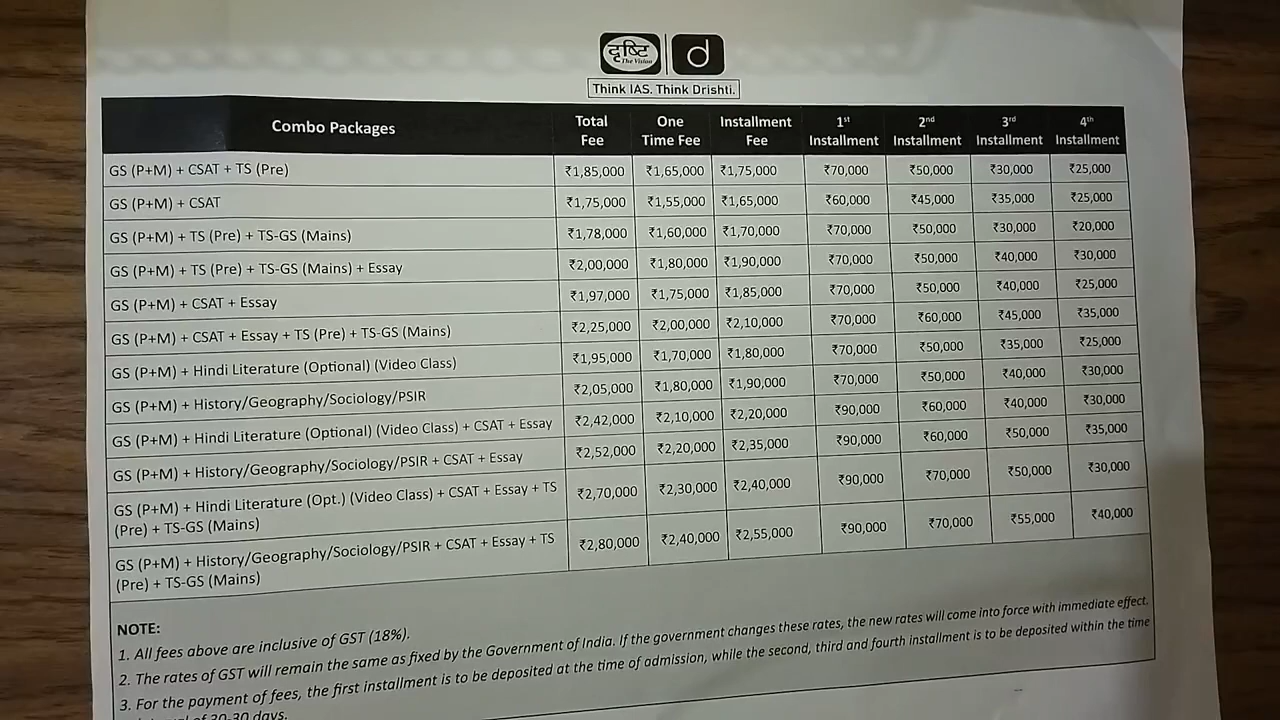 दृष्टि
The Vision
d
Think IAS. Think Drishti.
Combo Packages Total Fee One Time Fee Installment Fee 1st Installment 2nd Installment 3rd Installment 4th Installment
GS (P+M) + CSAT + TS (Pre) ₹1,85,000 ₹1,65,000 ₹1,75,000 ₹70,000 ₹50,000 ₹30,000 ₹25,000
GS (P+M) + CSAT ₹1,75,000 ₹1,55,000 ₹1,65,000 ₹60,000 ₹45,000 ₹35,000 ₹25,000
GS (P+M) + TS (Pre) + TS-GS (Mains) ₹1,78,000 ₹1,60,000 ₹1,70,000 ₹70,000 ₹50,000 ₹30,000 ₹20,000
GS (P+M) + TS (Pre) + TS-GS (Mains) + Essay ₹2,00,000 ₹1,80,000 ₹1,90,000 ₹70,000 ₹50,000 ₹40,000 ₹30,000
GS (P+M) + CSAT + Essay ₹1,97,000 ₹1,75,000 ₹1,85,000 ₹70,000 ₹50,000 ₹40,000 ₹25,000
GS (P+M) + CSAT + Essay + TS (Pre) + TS-GS (Mains) ₹2,25,000 ₹2,00,000 ₹2,10,000 ₹70,000 ₹60,000 ₹45,000 ₹35,000
GS (P+M) + Hindi Literature (Optional) (Video Class) ₹1,95,000 ₹1,70,000 ₹1,80,000 ₹70,000 ₹50,000 ₹35,000 ₹25,000
GS (P+M) + History/Geography/Sociology/PSIR ₹2,05,000 ₹1,80,000 ₹1,90,000 ₹70,000 ₹50,000 ₹40,000 ₹30,000
GS (P+M) + Hindi Literature (Optional) (Video Class) + CSAT + Essay ₹2,42,000 ₹2,10,000 ₹2,20,000 ₹90,000 ₹60,000 ₹40,000 ₹30,000
GS (P+M) + History/Geography/Sociology/PSIR + CSAT + Essay ₹2,52,000 ₹2,20,000 ₹2,35,000 ₹90,000 ₹60,000 ₹50,000 ₹35,000
GS (P+M) + Hindi Literature (Opt.) (Video Class) + CSAT + Essay + TS
(Pre) + TS-GS (Mains) ₹2,70,000 ₹2,30,000 ₹2,40,000 ₹90,000 ₹70,000 ₹50,000 ₹30,000
GS (P+M) + History/Geography/Sociology/PSIR + CSAT + Essay + TS
(Pre) + TS-GS (Mains) ₹2,80,000 ₹2,40,000 ₹2,55,000 ₹90,000 ₹70,000 ₹55,000 ₹40,000
NOTE:
1. All fees above are inclusive of GST (18%).
2. The rates of GST will remain the same as fixed by the Government of India. If the government changes these rates, the new rates will come into force with immediate effect.
3. For the payment of fees, the first installment is to be deposited at the time of admission, while the second, third and fourth installment is to be deposited within the time
of 20-30 days.